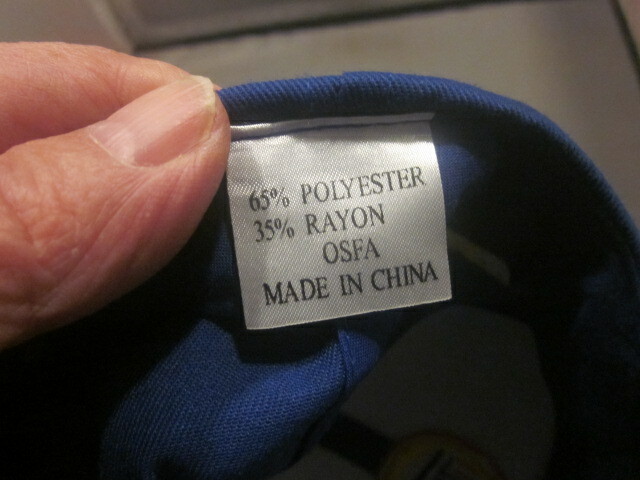 65% POLYESTER
35% RAYON
OSFA
MADE IN CHINA